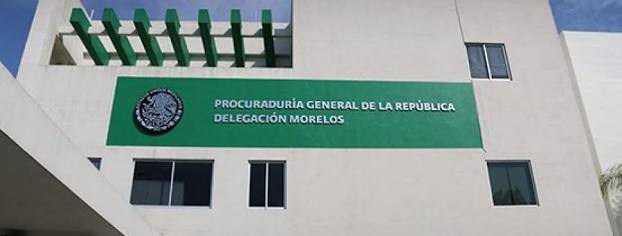 PROCURADURÍA GENERAL DE LA REPÚBLICA
DELEGACIÓN MORELOS